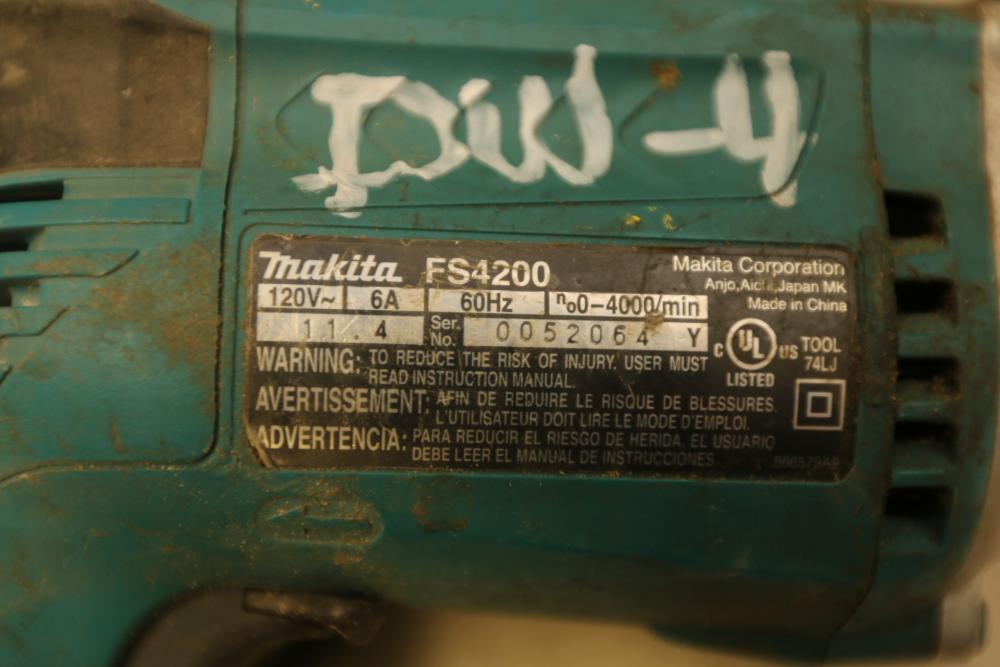 DW-4
Makita FS4200
Makita Corporation
Anjo, Aichi, Japan MK
Made in China
120V~ 6A 60Hz n₀0-4000/min
11.4 Ser. No. 0052064 Y
C UL US TOOL
74LJ
LISTED
WARNING: TO REDUCE THE RISK OF INJURY. USER MUST
READ INSTRUCTION MANUAL.
AVERTISSEMENT: AFIN DE REDUIRE LE RISQUE DE BLESSURES.
L'UTILISATEUR DOIT LIRE LE MODE D'EMPLOI.
ADVERTENCIA: PARA REDUCIR EL RIESGO DE HERIDA. EL USUARIO
DEBE LEER EL MANUAL DE INSTRUCCIONES.